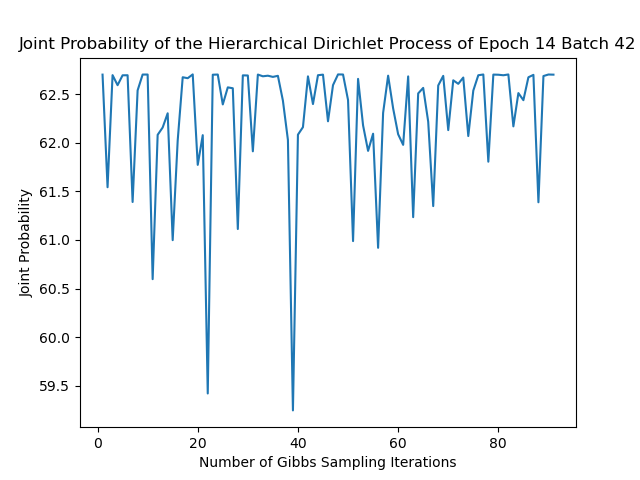 Joint Probability of the Hierarchical Dirichlet Process of Epoch 14 Batch 42
62.5
62.0
61.5
61.0
60.5
60.0
59.5
Joint Probability
0 20 40 60 80
Number of Gibbs Sampling Iterations